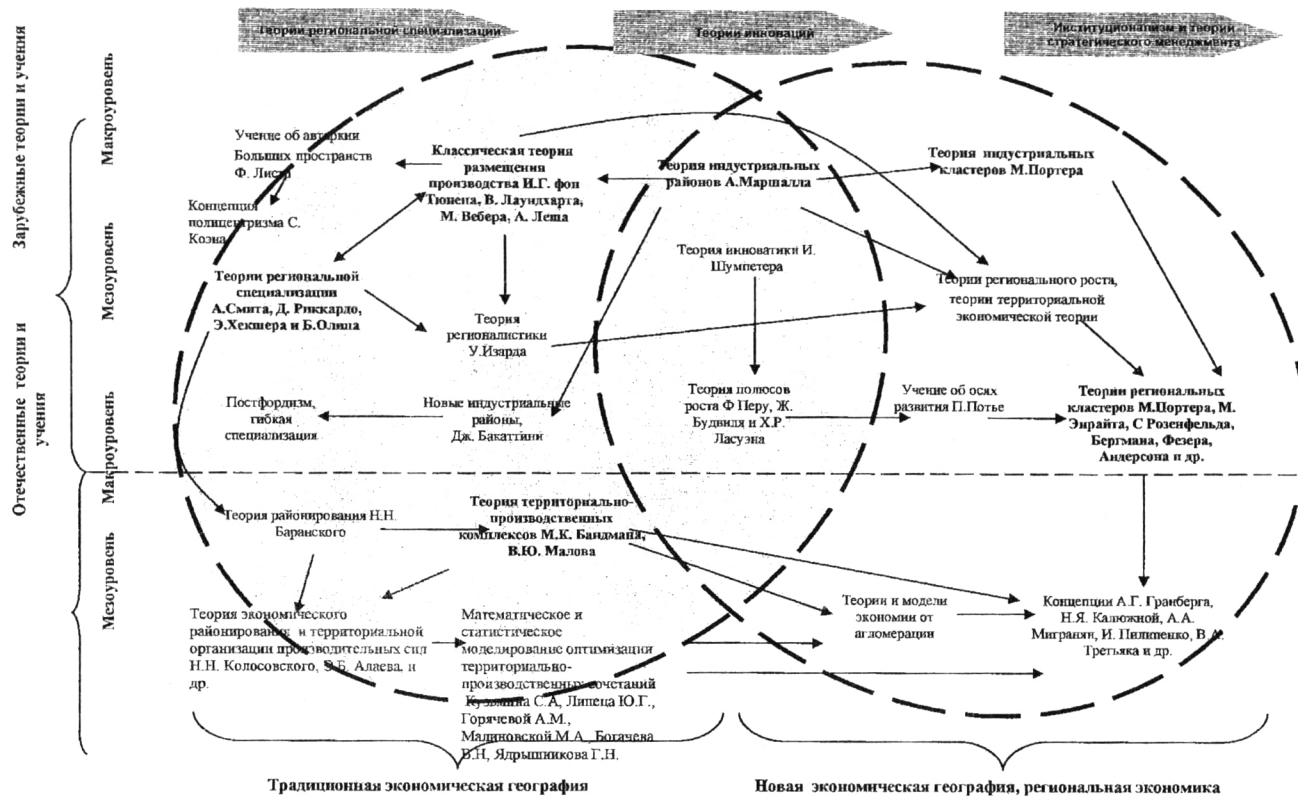 Теории региональной специализации
Теории инноваций
Институционализм и теории
стратегического менеджмента
Зарубежные теории и учения
Отечественные теории и
учения
Макроуровень
Мезоуровень
Макроуровень
Мезоуровень
Учение об автаркии
Больших пространств
Ф. Листа
Концепция
полицентризма С.
Коэна
Классическая теория
размещения
производства И.Г. фон
Тюнена, В. Лаундхарта,
М. Вебера, А. Леша
Теория индустриальных
районов А.Маршалла
Теория индустриальных
кластеров М.Портера
Теории региональной
специализации
А.Смита, Д. Риккардо,
Э.Хекшера и Б.Олина
Теория
регионалистики
У.Изарда
Теория инноватики И.
Шумпетера
Теории регионального роста,
теории территориальной
экономической теории
Постфордизм,
гибкая
специализация
Новые индустриальные
районы,
Дж. Бакаттини
Теория полюсов
роста Ф Перу, Ж.
Будвиля и Х.Р.
Ласуэна
Учение об осях
развития П.Потье
Теории региональных
кластеров М.Портера, М.
Энрайта, С Розенфельда,
Бергмана, Фезера,
Андерсона и др.
Теория районирования Н.Н.
Баранского
Теория территориально-
производственных
комплексов М.К. Бандмана,
В.Ю. Малова
Теория экономического
районирования и территориальной
организации производительных сил
Н.Н. Колосовского, Э.Б. Алаева, и
др.
Математическое и
статистическое
моделирование оптимизации
территориально-
производственных сочетаний
Кузьмина С.А, Липеца Ю.Г.,
Горячевой А.М.,
Малиновской М.А., Богачева
В.Н, Ядрышникова Г.Н.
Теории и модели
экономии от
агломерации
Концепции А.Г. Гранберга,
Н.Я. Калюжной, А.А.
Мигранян, И. Пилипенко, В.А.
Третьяка и др.
Традиционная экономическая география
Новая экономическая география, региональная экономика